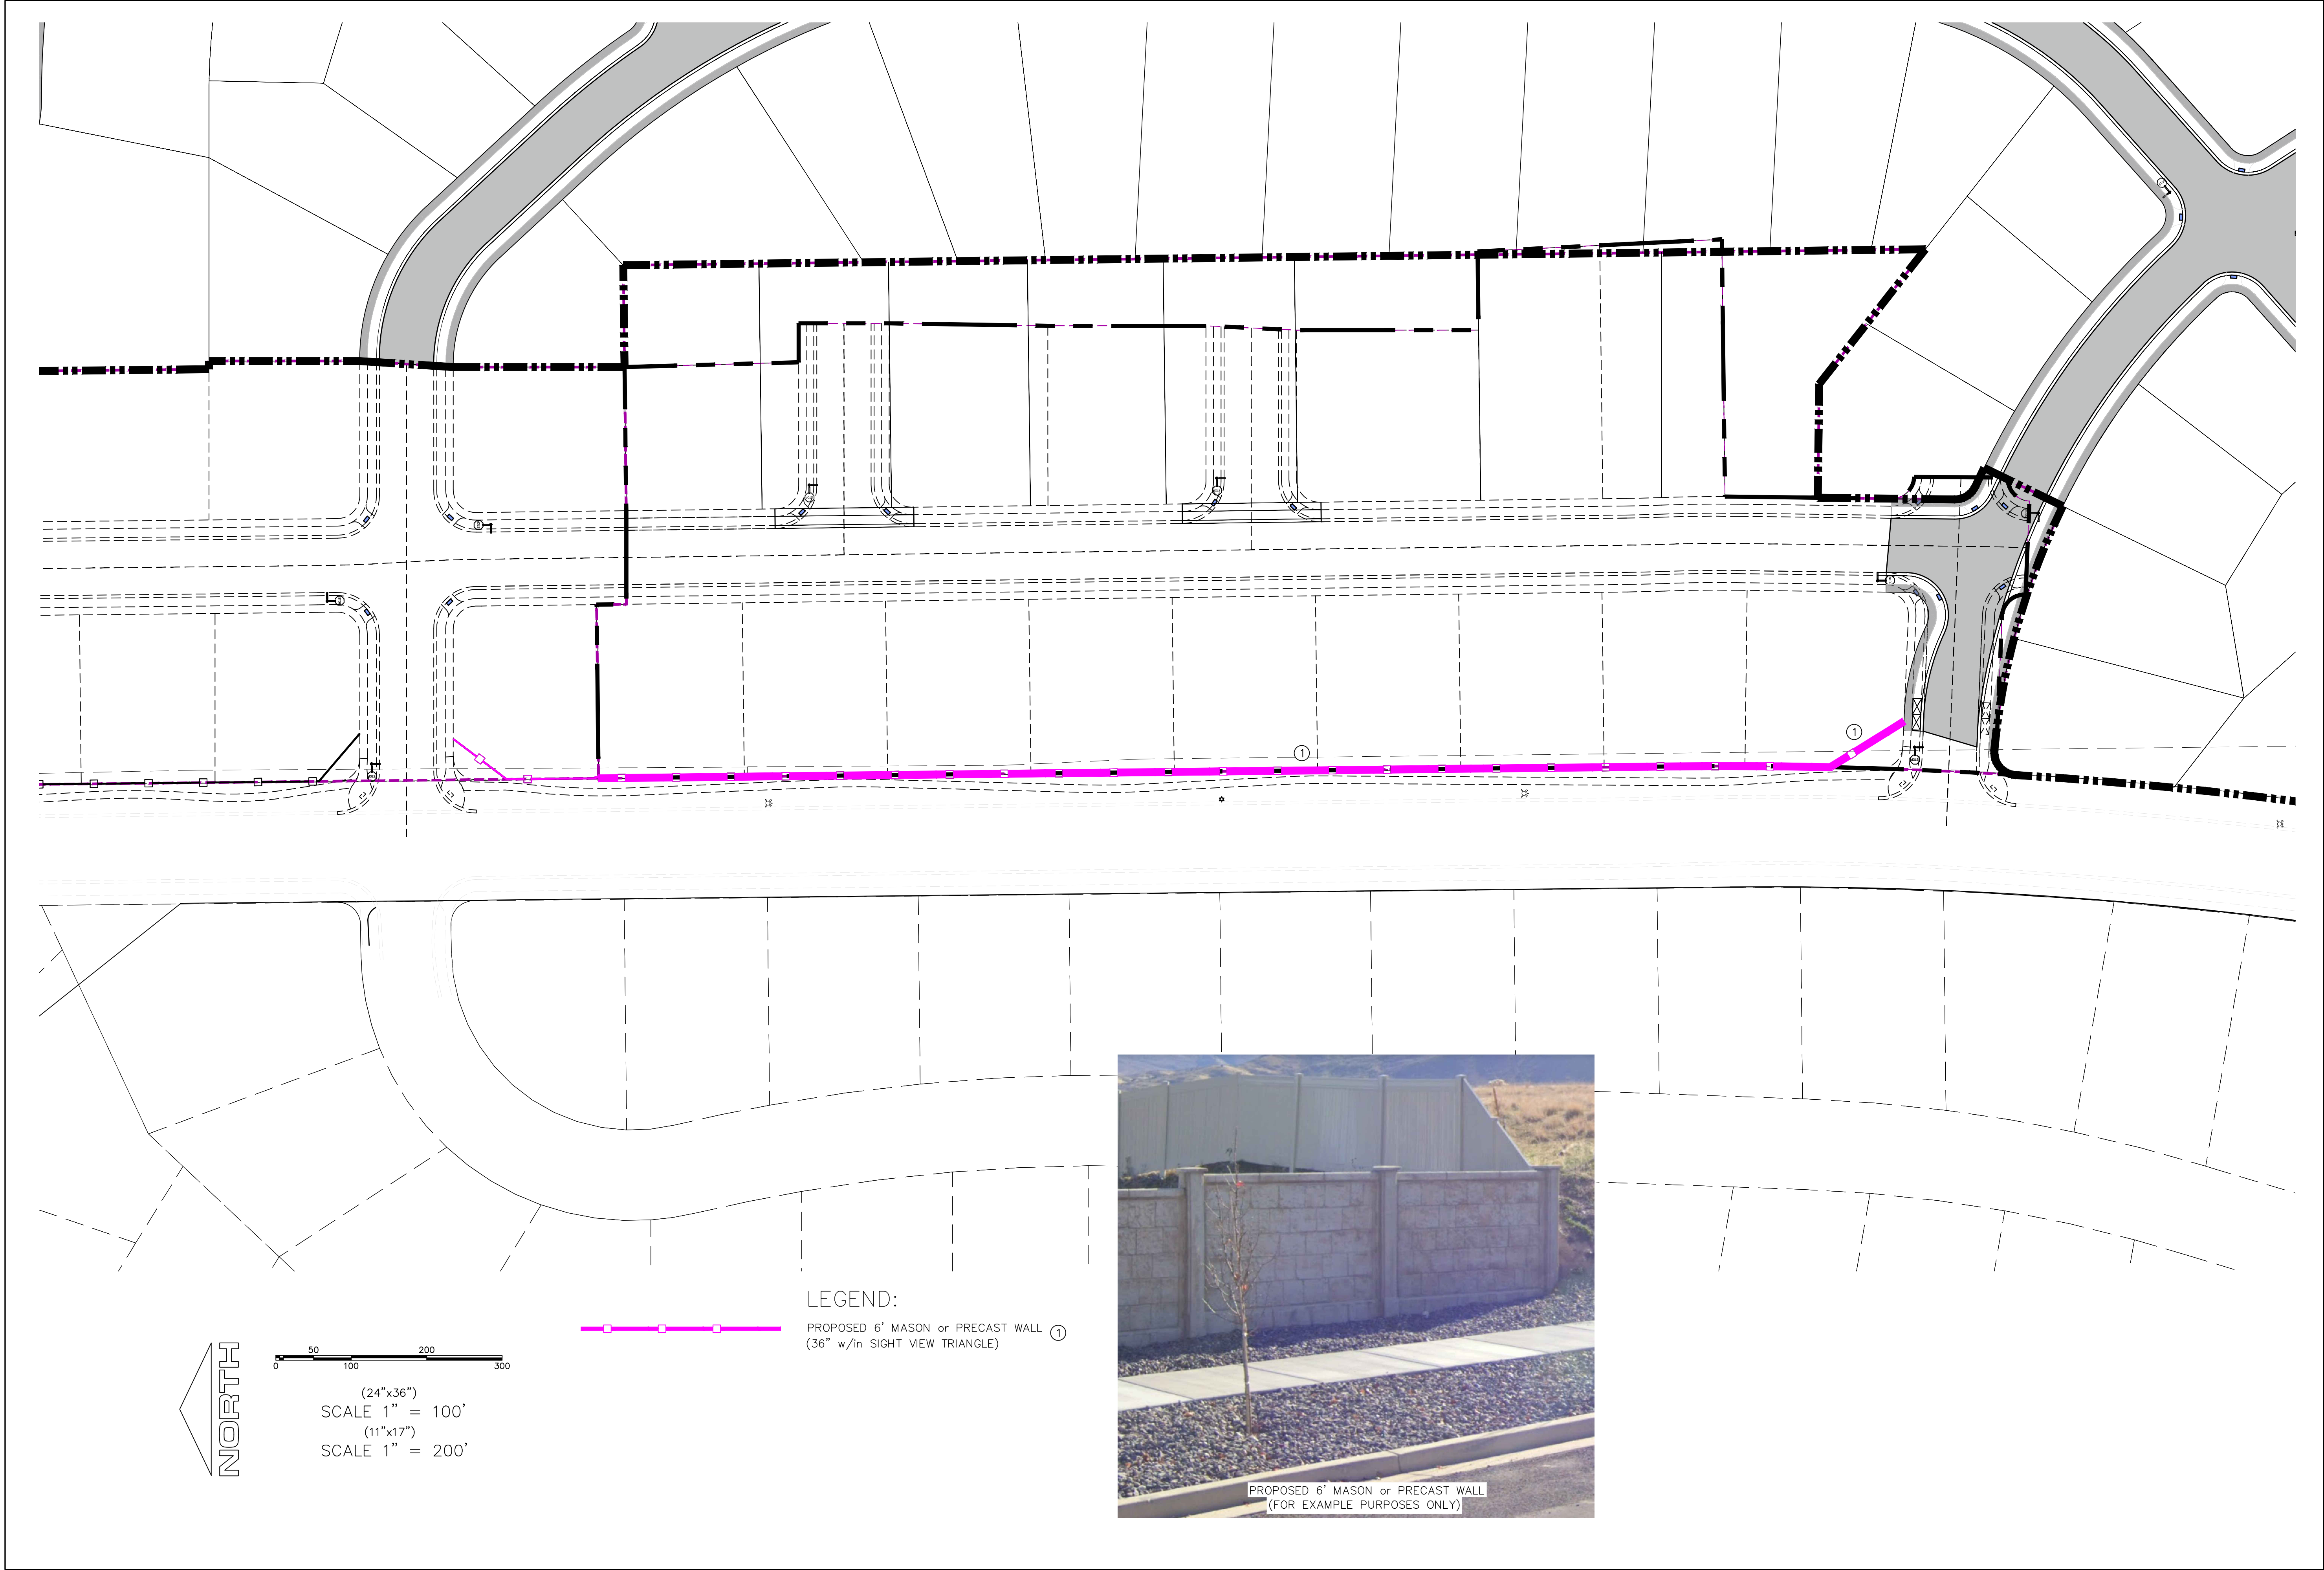 ①
①
LEGEND:
PROPOSED 6' MASON or PRECAST WALL ①
(36" w/in SIGHT VIEW TRIANGLE)
NORTH
50 200
0 100 300
(24"x36")
SCALE 1" = 100'
(11"x17")
SCALE 1" = 200'
PROPOSED 6' MASON or PRECAST WALL
(FOR EXAMPLE PURPOSES ONLY)